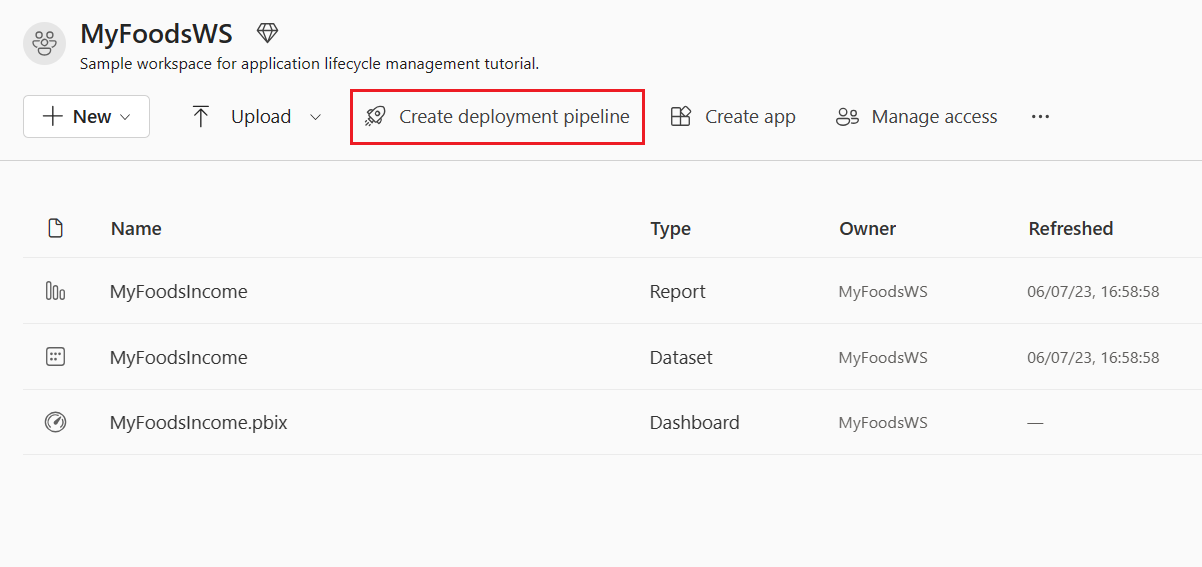 MyFoodsWS
Sample workspace for application lifecycle management tutorial.
New Upload Create deployment pipeline Create app Manage access ...
Name Type Owner Refreshed
MyFoodsIncome Report MyFoodsWS 06/07/23, 16:58:58
MyFoodsIncome Dataset MyFoodsWS 06/07/23, 16:58:58
MyFoodsIncome.pbix Dashboard MyFoodsWS —